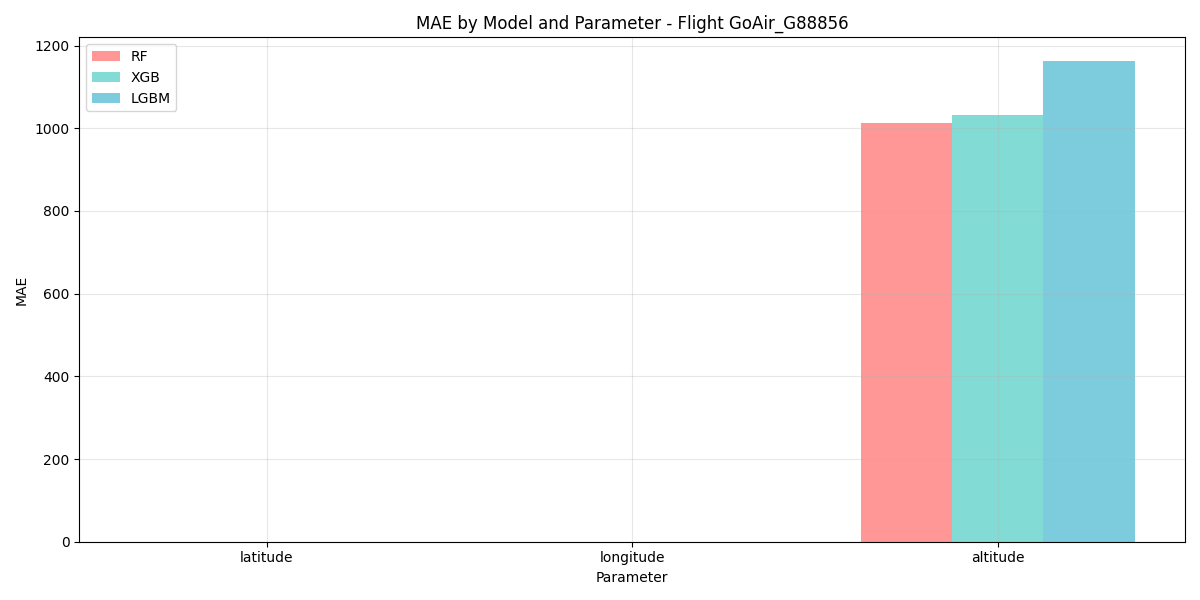 MAE by Model and Parameter - Flight GoAir_G88856
RF
XGB
LGBM
1200
1000
800
600
400
200
0
MAE
latitude longitude altitude
Parameter